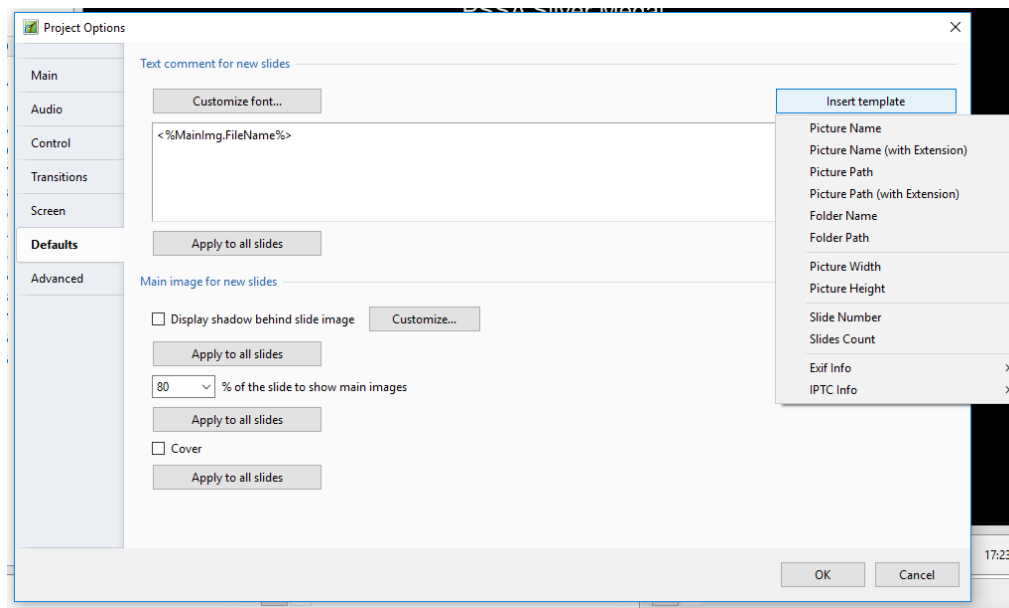 PSSA Silver Medal
Project Options
Main
Audio
Control
Transitions
Screen
Defaults
Advanced
Text comment for new slides
Customize font...
Insert template
<%MainImg.FileName%>
Picture Name
Picture Name (with Extension)
Picture Path
Picture Path (with Extension)
Folder Name
Folder Path
Picture Width
Picture Height
Slide Number
Slides Count
Exif Info
IPTC Info
Apply to all slides
Main image for new slides
Display shadow behind slide image
Customize...
Apply to all slides
80
% of the slide to show main images
Apply to all slides
Cover
Apply to all slides
17:23
OK
Cancel